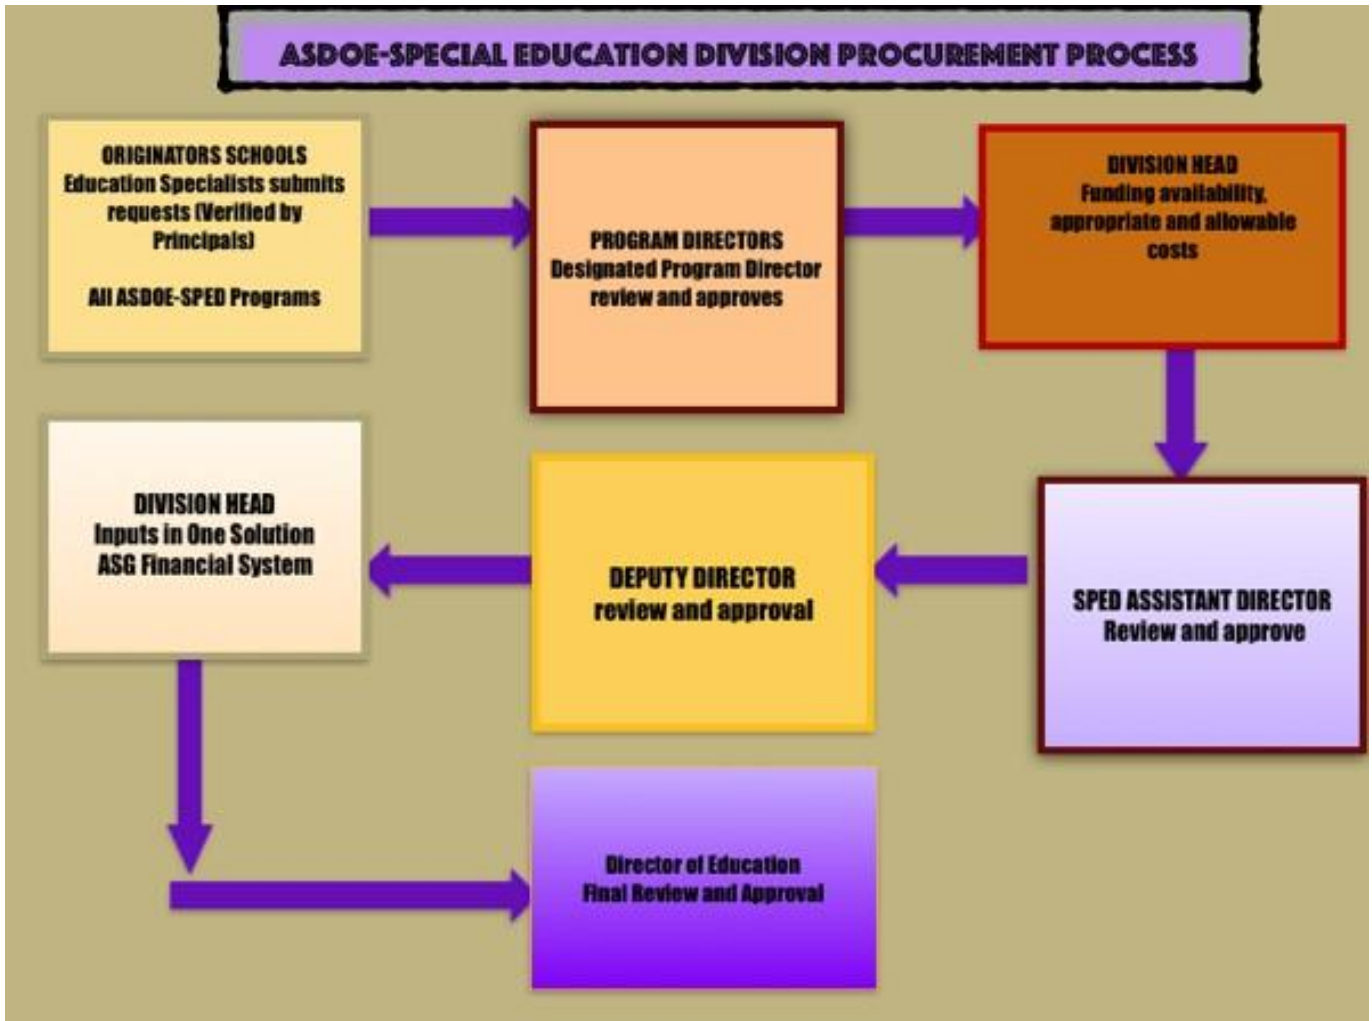 ASDOE-SPECIAL EDUCATION DIVISION PROCUREMENT PROCESS
ORIGINATORS SCHOOLS
Education Specialists submits
requests (Verified by
Principals)
All ASDOE-SPED Programs
PROGRAM DIRECTORS
Designated Program Director
review and approves
DIVISION HEAD
Funding availability,
appropriate and allowable
costs
SPED ASSISTANT DIRECTOR
Review and approve
DEPUTY DIRECTOR
review and approval
DIVISION HEAD
Inputs in One Solution
ASG Financial System
Director of Education
Final Review and Approval